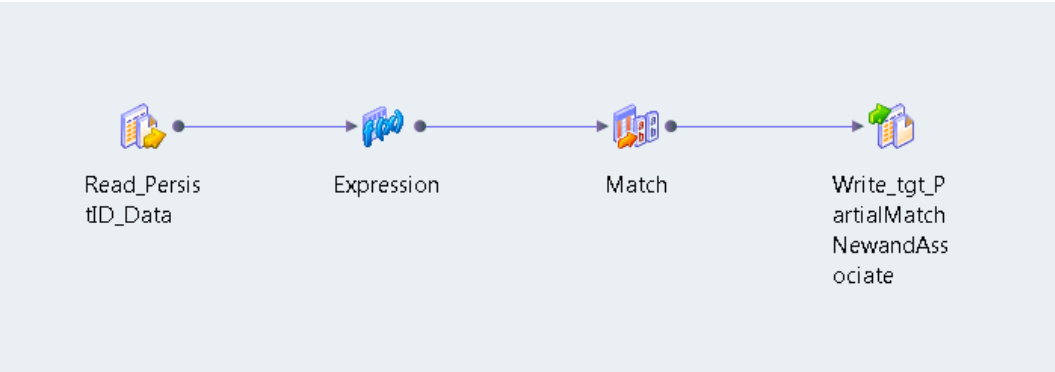 Read_Persis
tID_Data
Expression
Match
Write_tgt_P
artialMatch
NewandAss
ociate